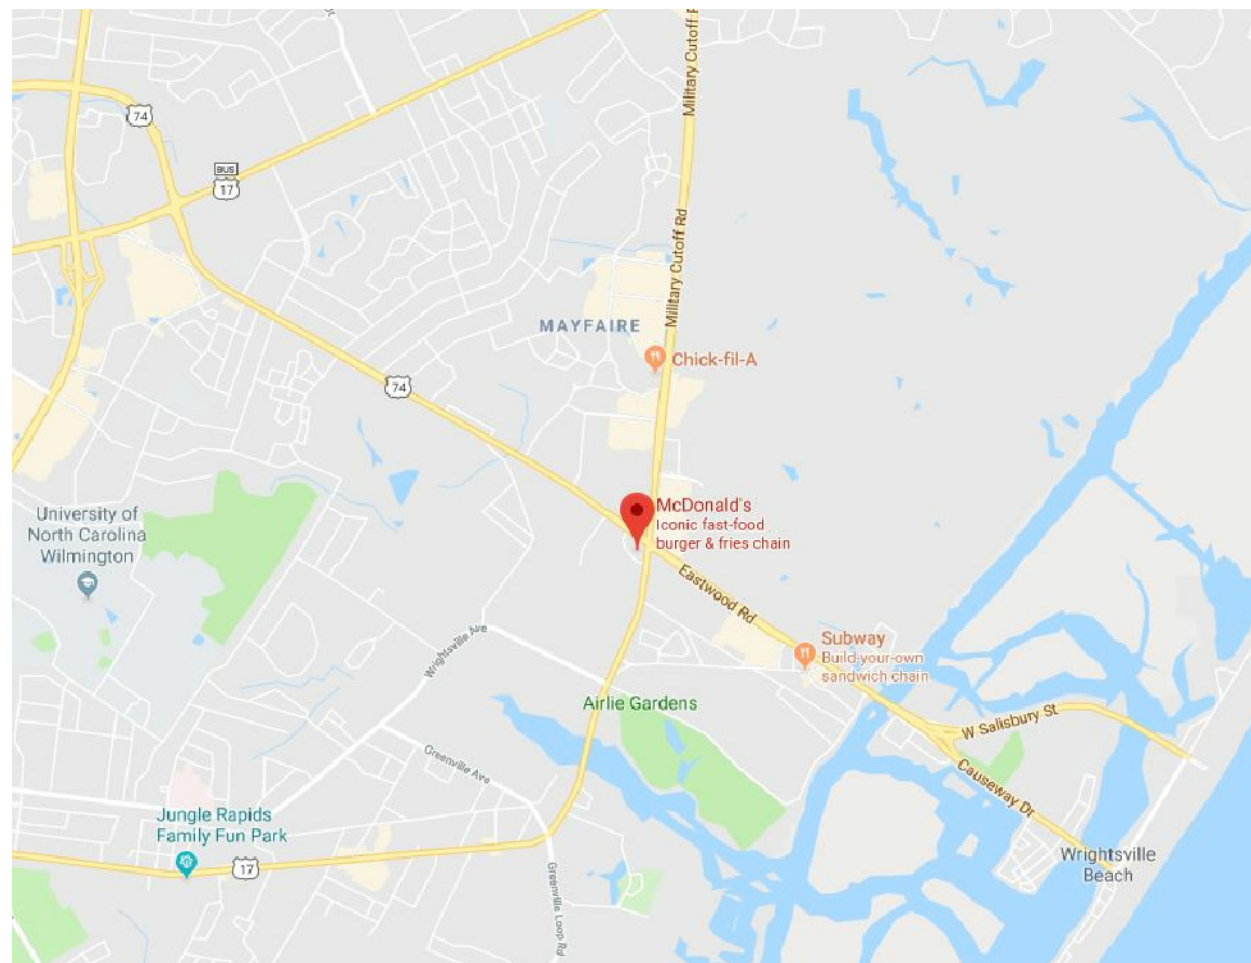 Military Cutoff R
74
BUS
17
Military Cutoff Rd
MAYFAIRE
Chick-fil-A
74
McDonald's
Iconic fast-food
burger & fries chain
University of
North Carolina
Wilmington
Eastwood Rd
Wrightsville Ave
Subway
Build-your-own
sandwich chain
Airlie Gardens
W Salisbury St
Greenville Ave
Causeway Dr
Jungle Rapids
Family Fun Park
17
Wrightsville
Beach
Greenville Loop Rd